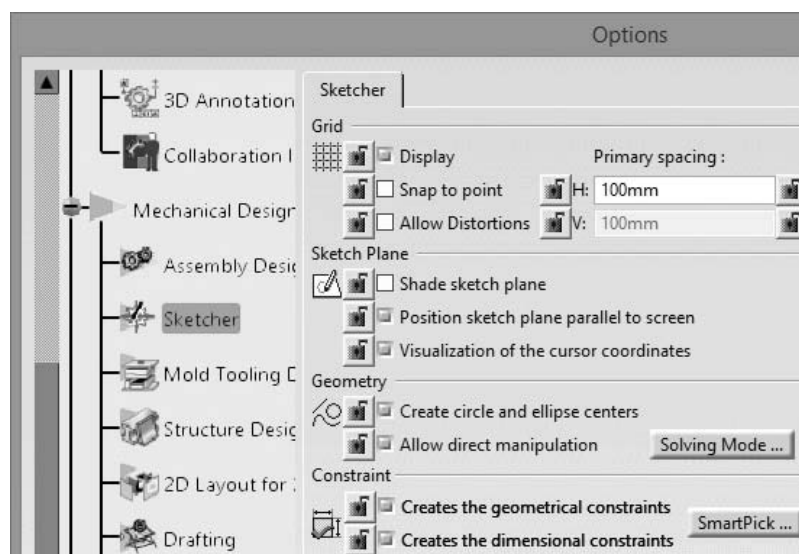 Options
3D Annotation
Collaboration I
Mechanical Design
Assembly Desig
Sketcher
Mold Tooling D
Structure Desig
2D Layout for
Drafting
Sketcher
Grid
Display Primary spacing :
Snap to point H: 100mm
Allow Distortions V: 100mm
Sketch Plane
Shade sketch plane
Position sketch plane parallel to screen
Visualization of the cursor coordinates
Geometry
Create circle and ellipse centers
Allow direct manipulation Solving Mode ...
Constraint
Creates the geometrical constraints
SmartPick ...
Creates the dimensional constraints